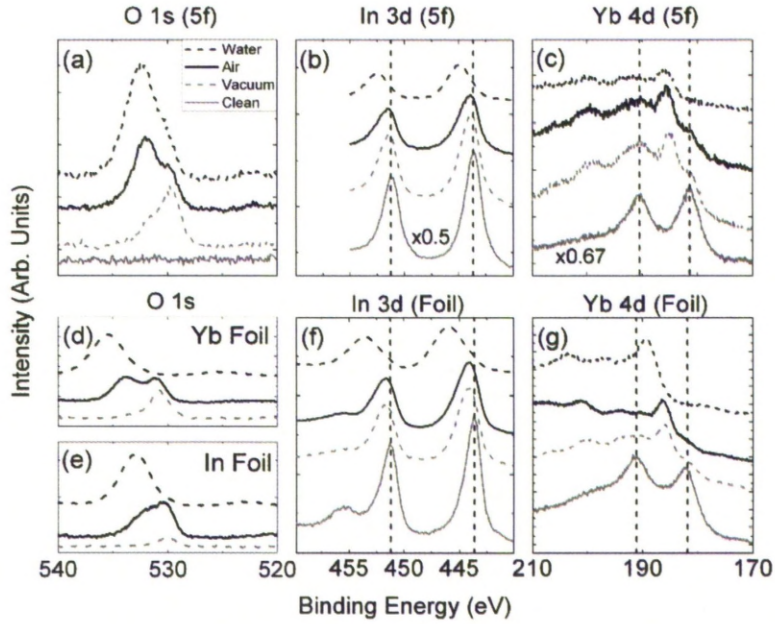 O 1s (5f)
In 3d (5f)
Yb 4d (5f)
(a)
Water
Air
Vacuum
Clean
(b)
x0.5
(c)
x0.67
Intensity (Arb. Units)
O 1s
In 3d (Foil)
Yb 4d (Foil)
(d)
Yb Foil
(e)
In Foil
(f)
(g)
540
530
520
455
450
445
210
190
170
Binding Energy (eV)